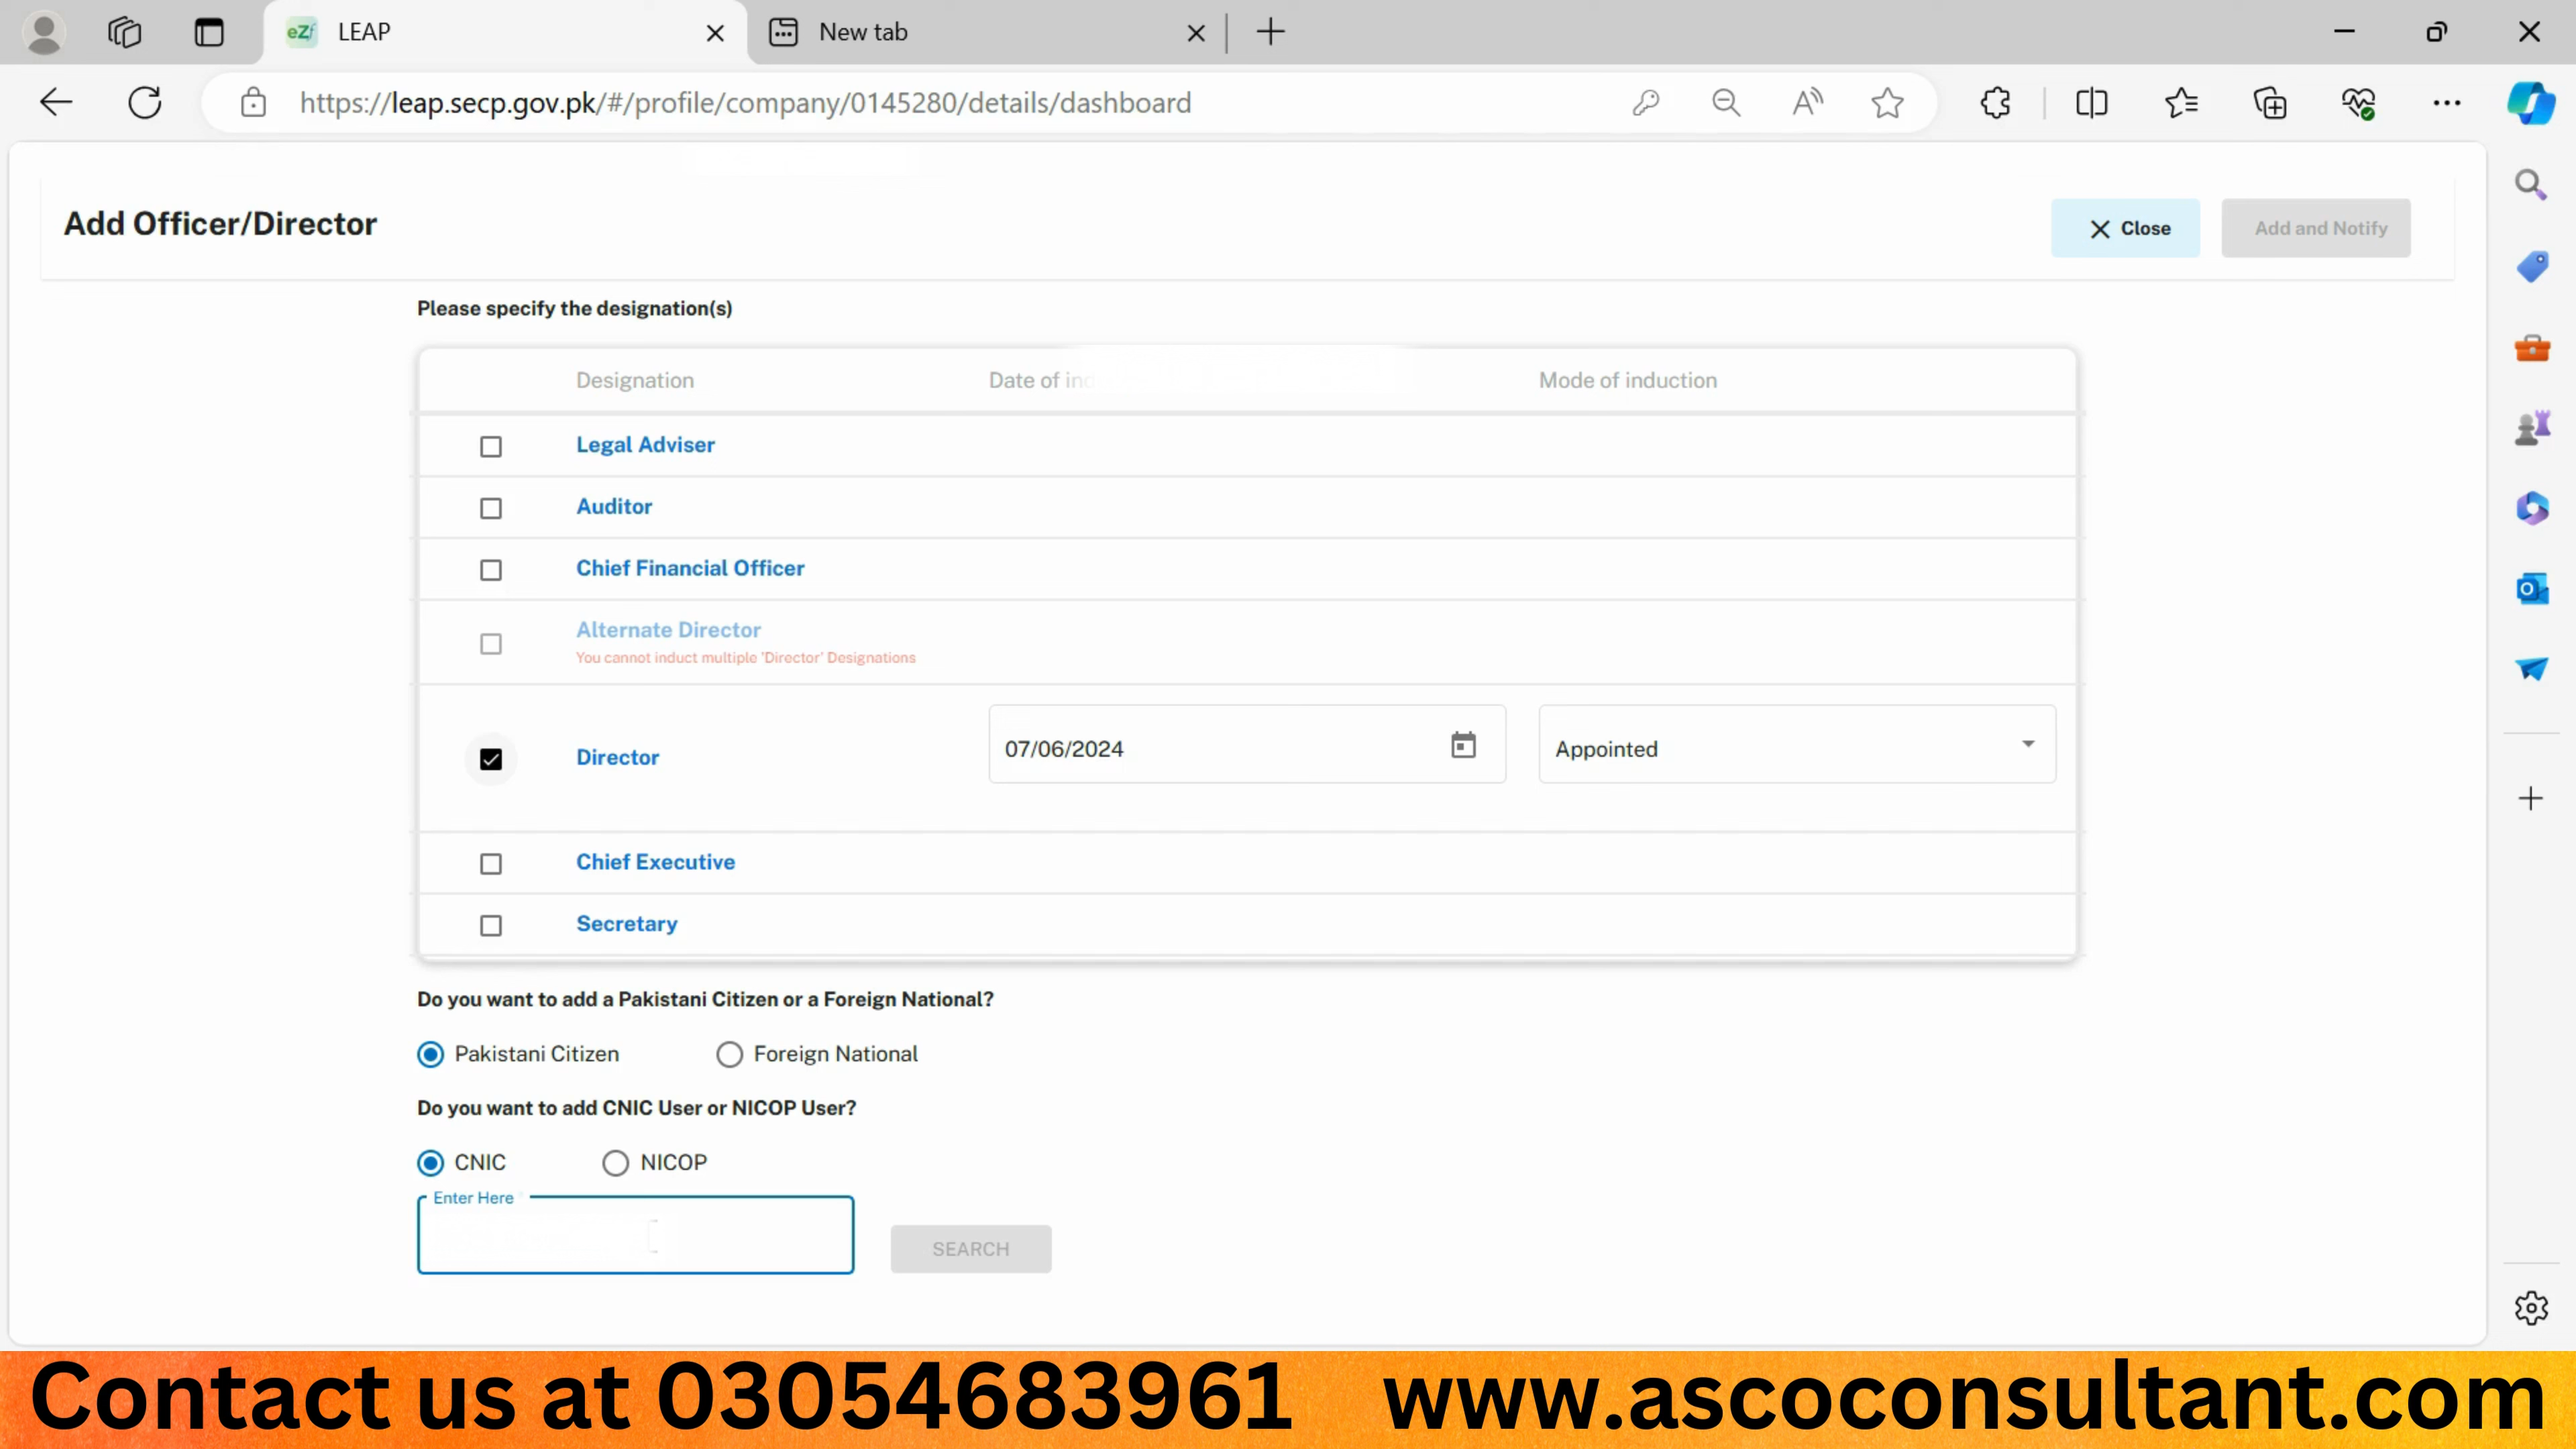 LEAP
New tab
https://leap.secp.gov.pk/#/profile/company/0145280/details/dashboard
Add Officer/Director
Close
Add and Notify
Please specify the designation(s)
Designation Date of Mode of induction
Legal Adviser
Auditor
Chief Financial Officer
Alternate Director
You cannot induct multiple 'Director' Designations
Director 07/06/2024 Appointed
Chief Executive
Secretary
Do you want to add a Pakistani Citizen or a Foreign National?
Pakistani Citizen Foreign National
Do you want to add CNIC User or NICOP User?
CNIC NICOP
Enter Here
SEARCH
Contact us at 03054683961 www.ascoconsultant.com